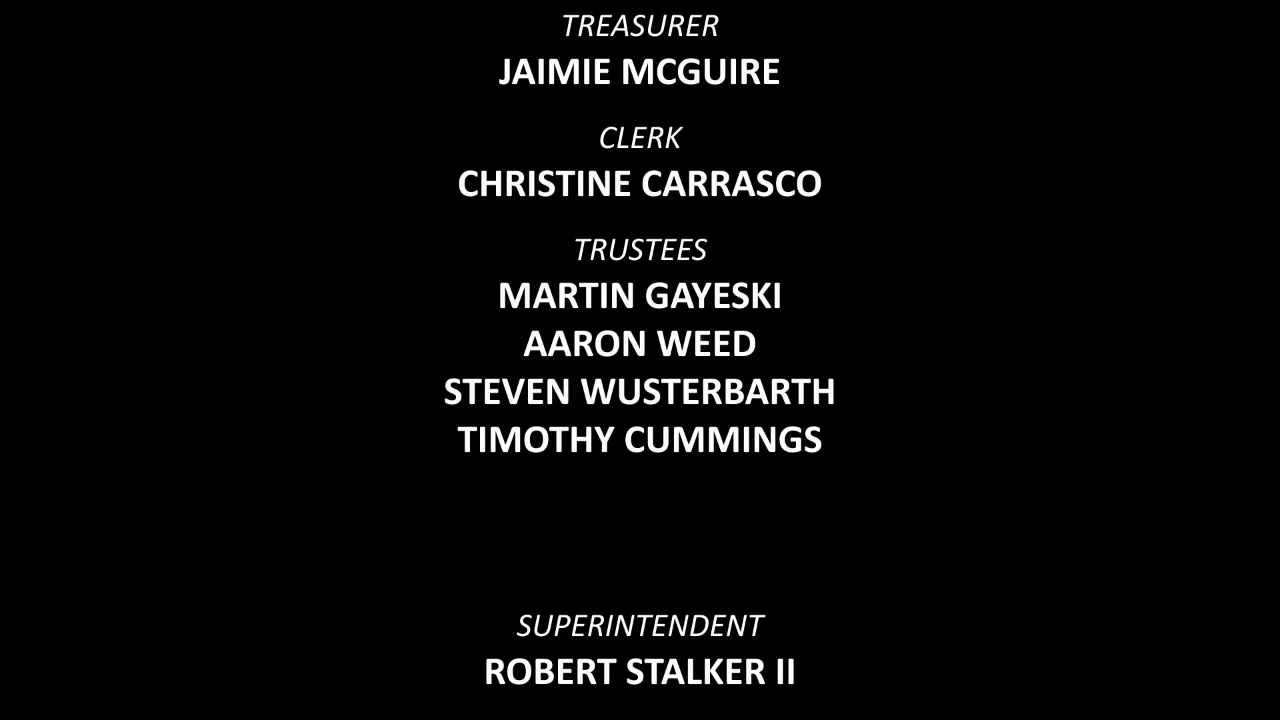 TREASURER
JAIMIE MCGUIRE
CLERK
CHRISTINE CARRASCO
TRUSTEES
MARTIN GAYESKI
AARON WEED
STEVEN WUSTERBARTH
TIMOTHY CUMMINGS
SUPERINTENDENT
ROBERT STALKER II